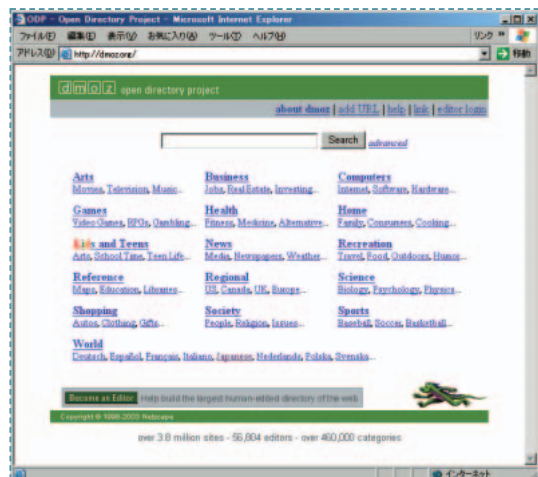 ODP - Open Directory Project - Microsoft Internet Explorer
ファイル(F) 編集(E) 表示(V) お気に入り(A) ツール(T) ヘルプ(H) リンク »
アドレス(D) http://dmoz.org/ 移動
dmoz open directory project
about dmoz | add URL | help | link | editor login
Search advanced
Arts Business Computers
Movies, Television, Music... Jobs, Real Estate, Investing... Internet, Software, Hardware...
Games Health Home
Video Games, RPGs, Gambling... Fitness, Medicine, Alternative... Family, Consumers, Cooking...
Kids and Teens News Recreation
Arts, School Time, Teen Life... Media, Newspapers, Weather... Travel, Food, Outdoors, Humor...
Reference Regional Science
Maps, Education, Libraries... US, Canada, UK, Europe... Biology, Psychology, Physics...
Shopping Society Sports
Autos, Clothing, Gifts... People, Religion, Issues... Baseball, Soccer, Basketball...
World
Deutsch, Español, Français, Italiano, Japanese, Nederlands, Polska, Svenska...
Become an Editor Help build the largest human-edited directory of the web
Copyright © 1998-2003 Netscape
over 3.8 million sites - 56,804 editors - over 460,000 categories
インターネット